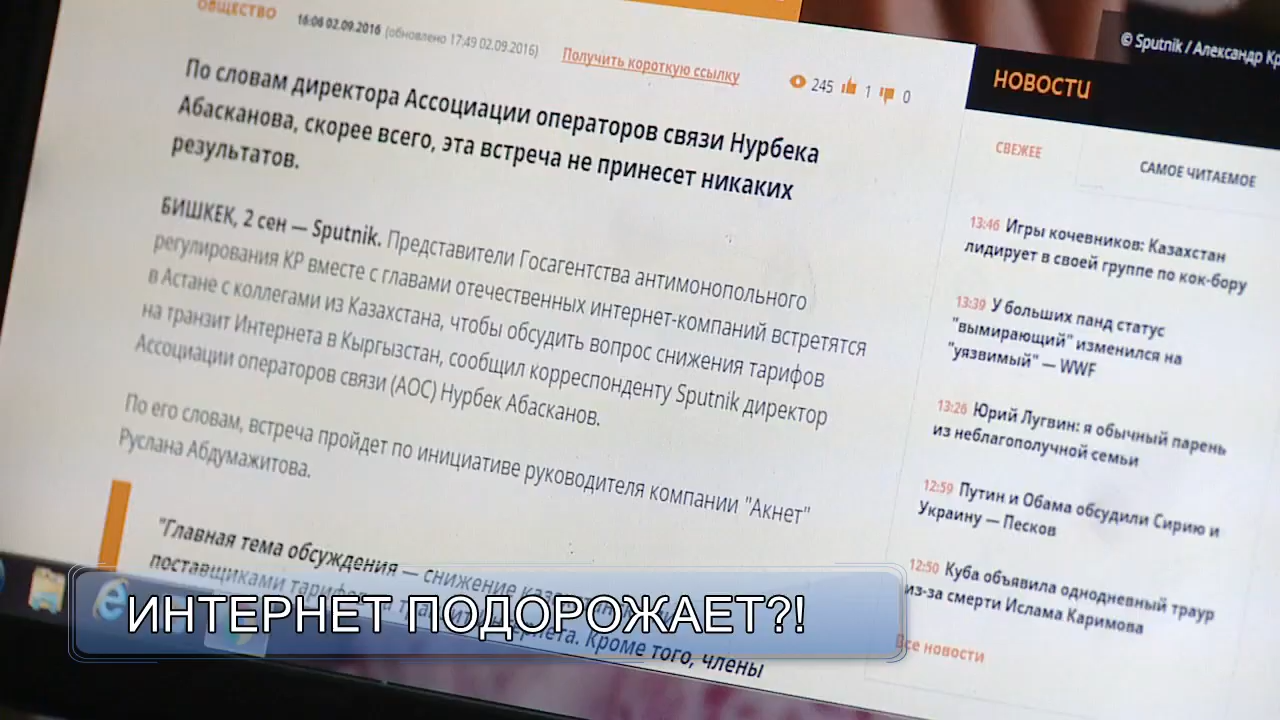 ОБЩЕСТВО
16:06 02.09.2016 (обновлено 17:49 02.09.2016)
Получить короткую ссылку
245 1 0
По словам директора Ассоциации операторов связи Нурбека
Абасканова, скорее всего, эта встреча не принесет никаких
результатов.
БИШКЕК, 2 сен — Sputnik. Представители Госагентства антимонопольного
регулирования КР вместе с главами отечественных интернет-компаний встретятся
в Астане с коллегами из Казахстана, чтобы обсудить вопрос снижения тарифов
на транзит Интернета в Кыргызстан, сообщил корреспонденту Sputnik директор
Ассоциации операторов связи (АОС) Нурбек Абасканов.
По его словам, встреча пройдет по инициативе руководителя компании "Акнет"
Руслана Абдумажитова.
"Главная тема обсуждения — снижение
поставщиками тарифов
Кроме того, члены
© Sputnik / Александр
НОВОСТИ
СВЕЖЕЕ
САМОЕ ЧИТАЕМОЕ
13:46 Игры кочевников: Казахстан
лидирует в своей группе по кок-бору
13:39 У больших панд статус
"вымирающий" изменился на
"уязвимый" — WWF
13:26 Юрий Лугвин: я обычный парень
из неблагополучной семьи
12:59 Путин и Обама обсудили Сирию и
Украину — Песков
12:50 Куба объявила однодневный траур
из-за смерти Ислама Каримова
Все новости
ИНТЕРНЕТ ПОДОРОЖАЕТ?!